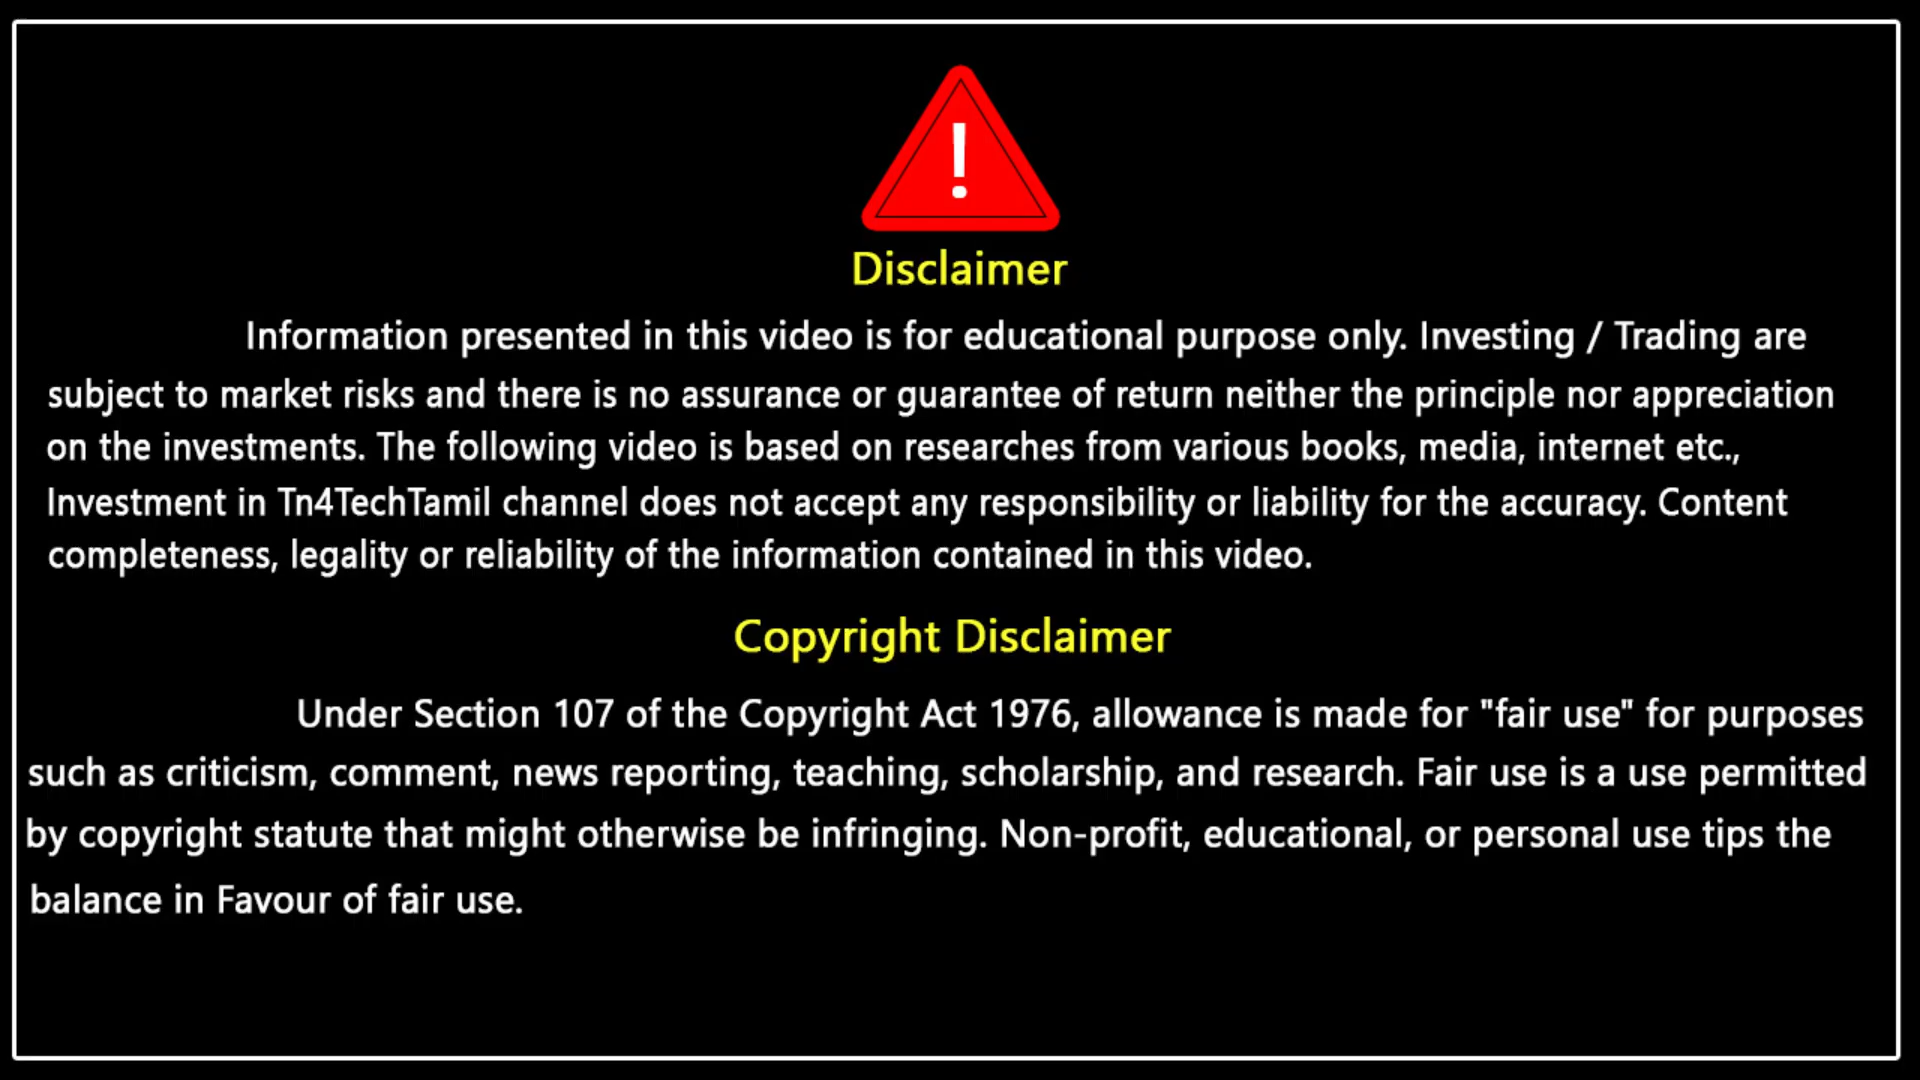 !
Disclaimer
Information presented in this video is for educational purpose only. Investing / Trading are
subject to market risks and there is no assurance or guarantee of return neither the principle nor appreciation
on the investments. The following video is based on researches from various books, media, internet etc.,
Investment in Tn4TechTamil channel does not accept any responsibility or liability for the accuracy. Content
completeness, legality or reliability of the information contained in this video.
Copyright Disclaimer
Under Section 107 of the Copyright Act 1976, allowance is made for "fair use" for purposes
such as criticism, comment, news reporting, teaching, scholarship, and research. Fair use is a use permitted
by copyright statute that might otherwise be infringing. Non-profit, educational, or personal use tips the
balance in Favour of fair use.